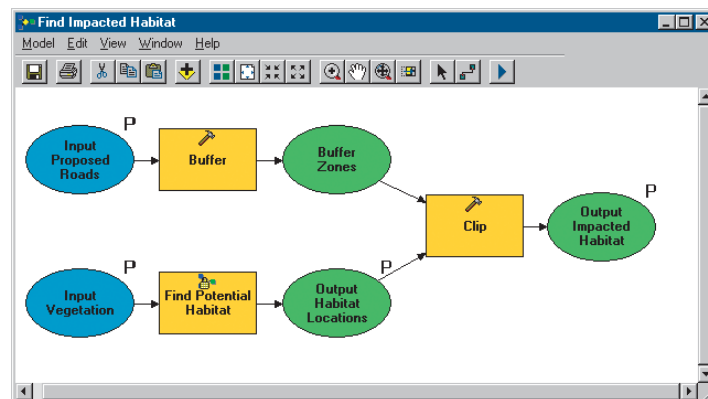 Find Impacted Habitat
Model Edit View Window Help
P
Input
Proposed
Roads
Buffer
Buffer
Zones
Clip
P
Output
Impacted
Habitat
P
Input
Vegetation
Find Potential
Habitat
P
Output
Habitat
Locations